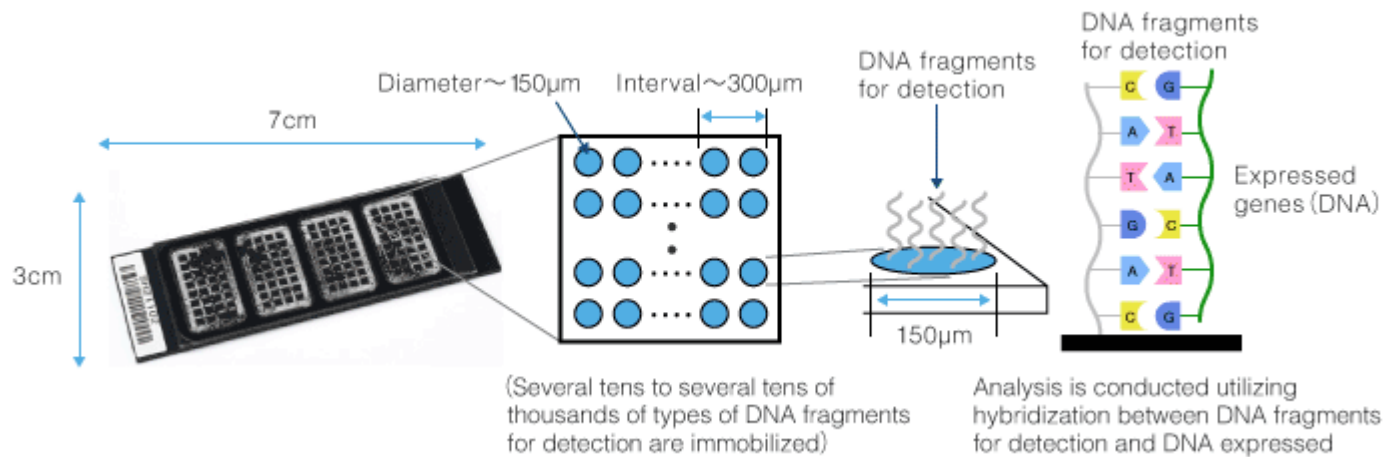 DNA fragments
for detection
DNA fragments
for detection
Diameter～150μm
Interval～300μm
7cm
3cm
C G
A T
T A
G C
A T
C G
Expressed
genes (DNA)
150μm
(Several tens to several tens of
thousands of types of DNA fragments
for detection are immobilized)
Analysis is conducted utilizing
hybridization between DNA fragments
for detection and DNA expressed